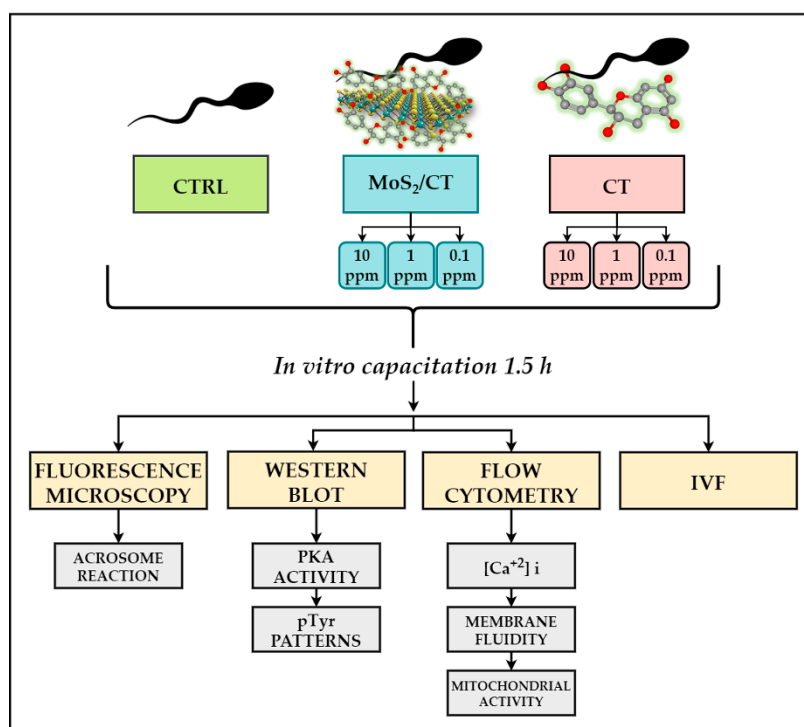 CTRL
MoS₂/CT
CT
10
ppm
1
ppm
0.1
ppm
10
ppm
1
ppm
0.1
ppm
In vitro capacitation 1.5 h
FLUORESCENCE
MICROSCOPY
WESTERN
BLOT
FLOW
CYTOMETRY
IVF
ACROSOME
REACTION
PKA
ACTIVITY
[Ca⁺²] i
pTyr
PATTERNS
MEMBRANE
FLUIDITY
MITOCHONDRIAL
ACTIVITY